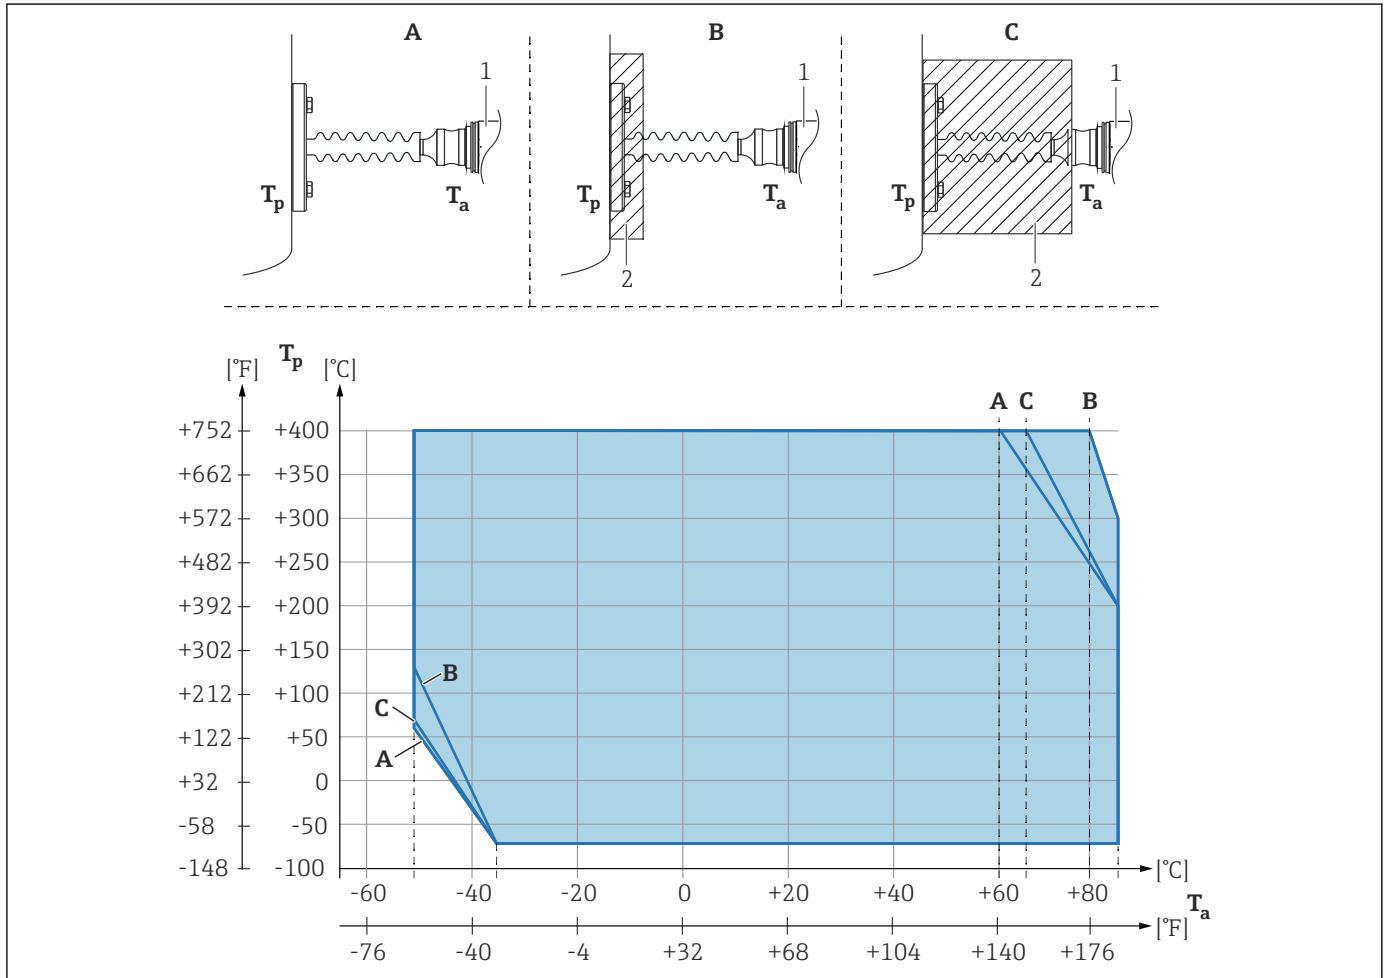 A
B
C
1
1
1
Tp
Ta
Tp
Ta
Tp
Ta
2
2
Tp
[°F]
[°C]
A C B
+752 +400
+662 +350
+572 +300
+482 +250
+392 +200
+302 +150
+212 +100
+122 +50
+32 0
-58 -50
-148 -100
B
C
A
-60 -40 -20 0 +20 +40 +60 +80 [°C]
Ta
-76 -40 -4 +32 +68 +104 +140 +176 [°F]